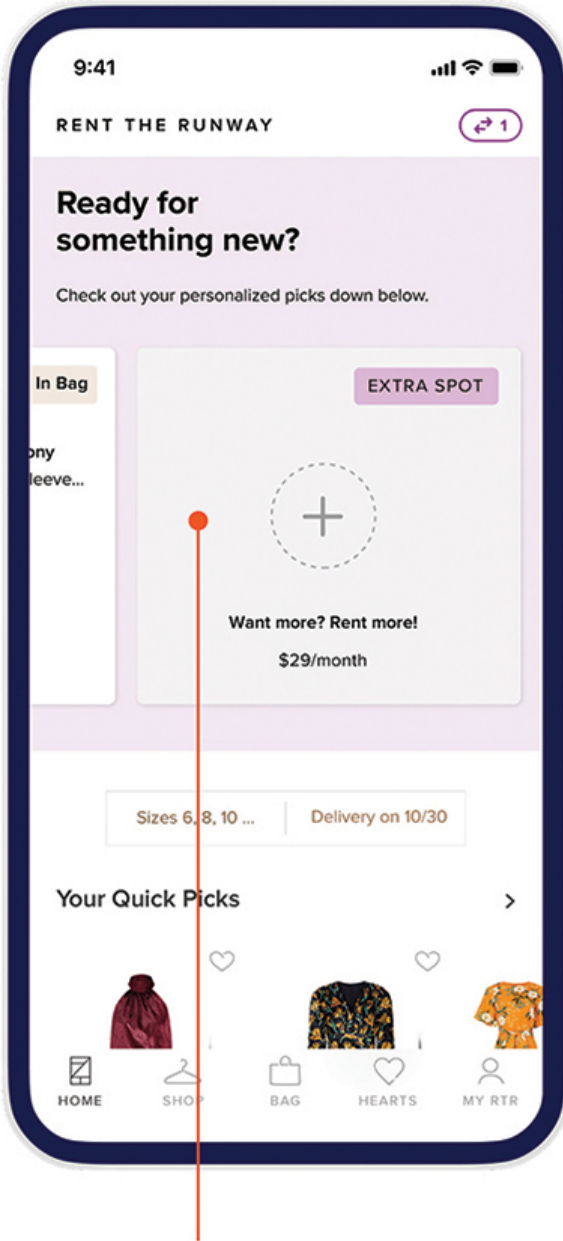 9:41
RENT THE RUNWAY
1
Ready for
something new?
Check out your personalized picks down below.
In Bag
ony
leeve...
EXTRA SPOT
Want more? Rent more!
$29/month
Sizes 6, 8, 10 ...
Delivery on 10/30
Your Quick Picks
HOME
SHOP
BAG
HEARTS
MY RTR